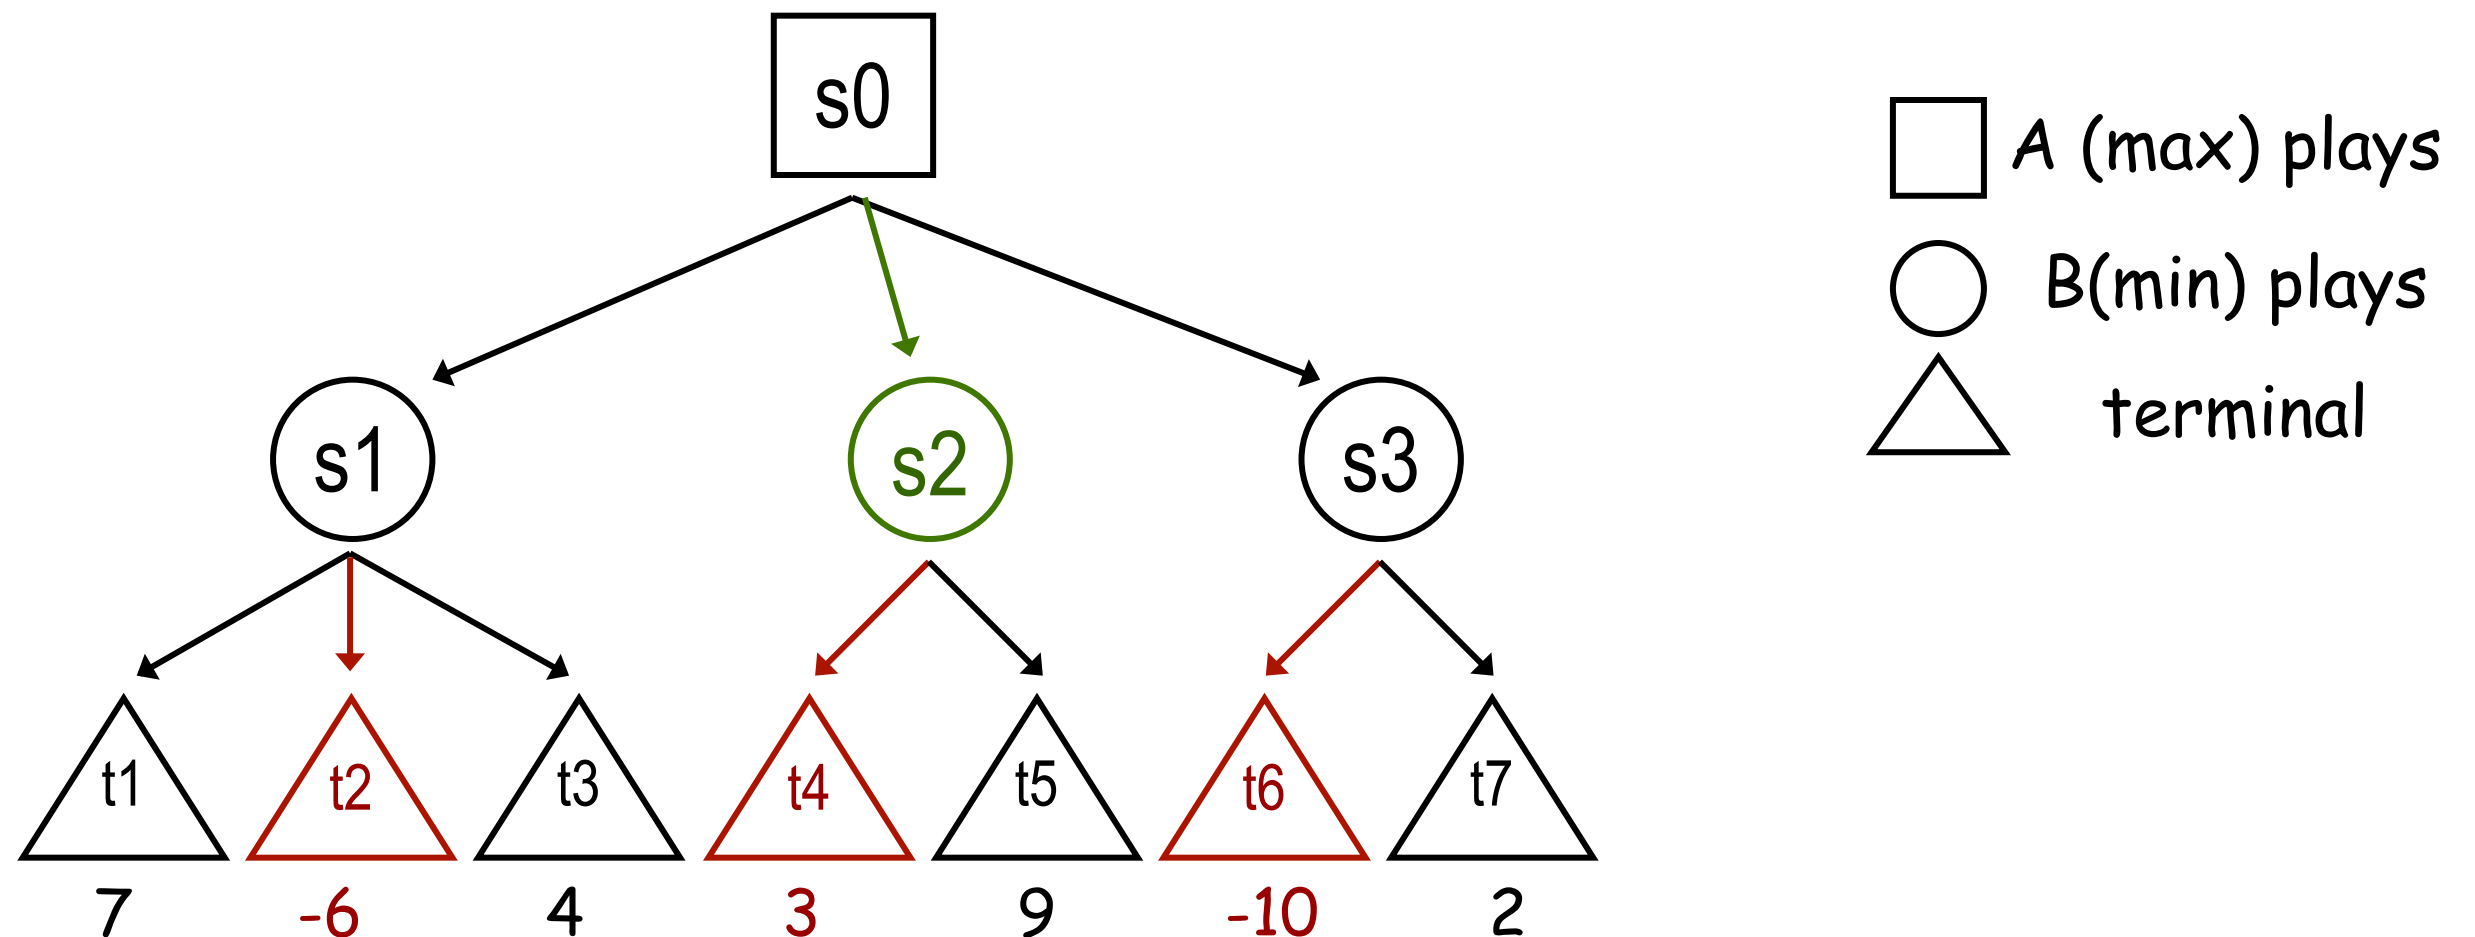 s0
A (max) plays
B(min) plays
terminal
s1
s2
s3
t1
t2
t3
t4
t5
t6
t7
7
-6
4
3
9
-10
2